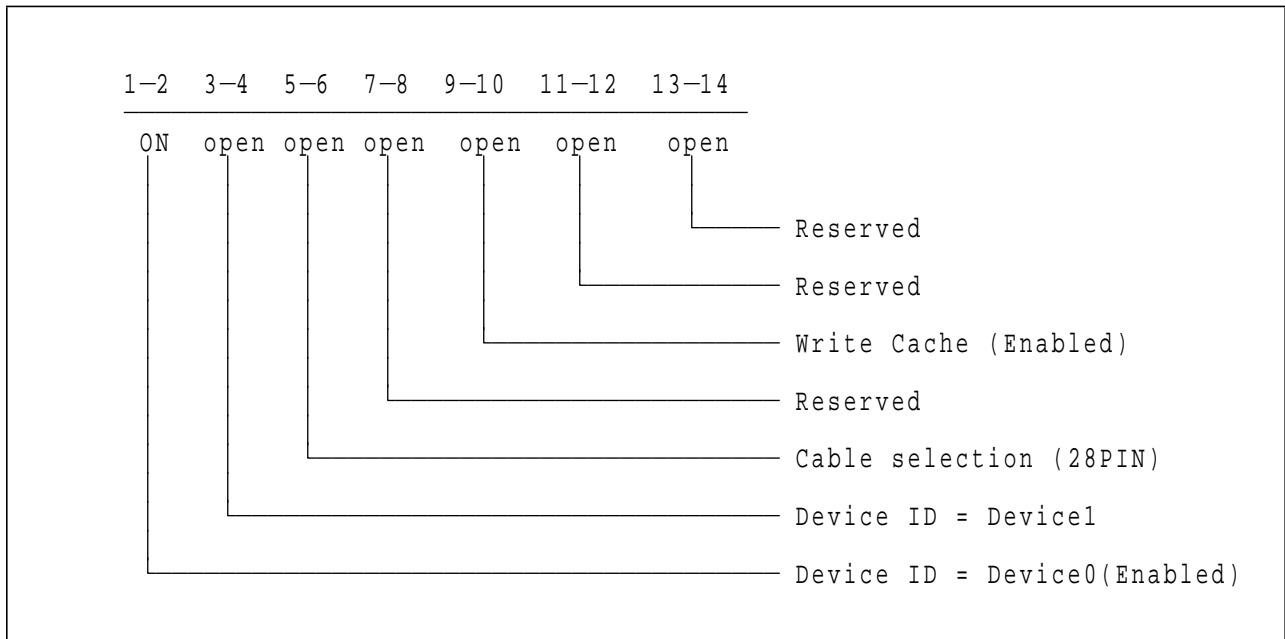 1—2 3—4 5—6 7—8 9—10 11—12 13—14
ON open open open open open open
Reserved
Reserved
Write Cache (Enabled)
Reserved
Cable selection (28PIN)
Device ID = Device1
Device ID = Device0(Enabled)